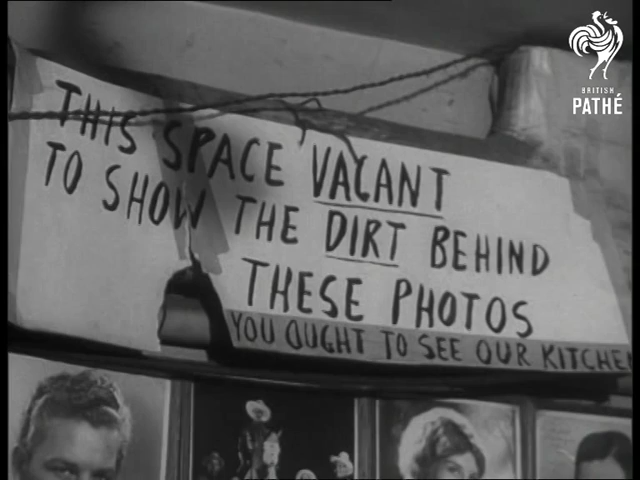 BRITISH
PATHÉ
THIS SPACE VACANT
TO SHOW THE DIRT BEHIND
THESE PHOTOS
YOU OUGHT TO SEE OUR KITCHEN